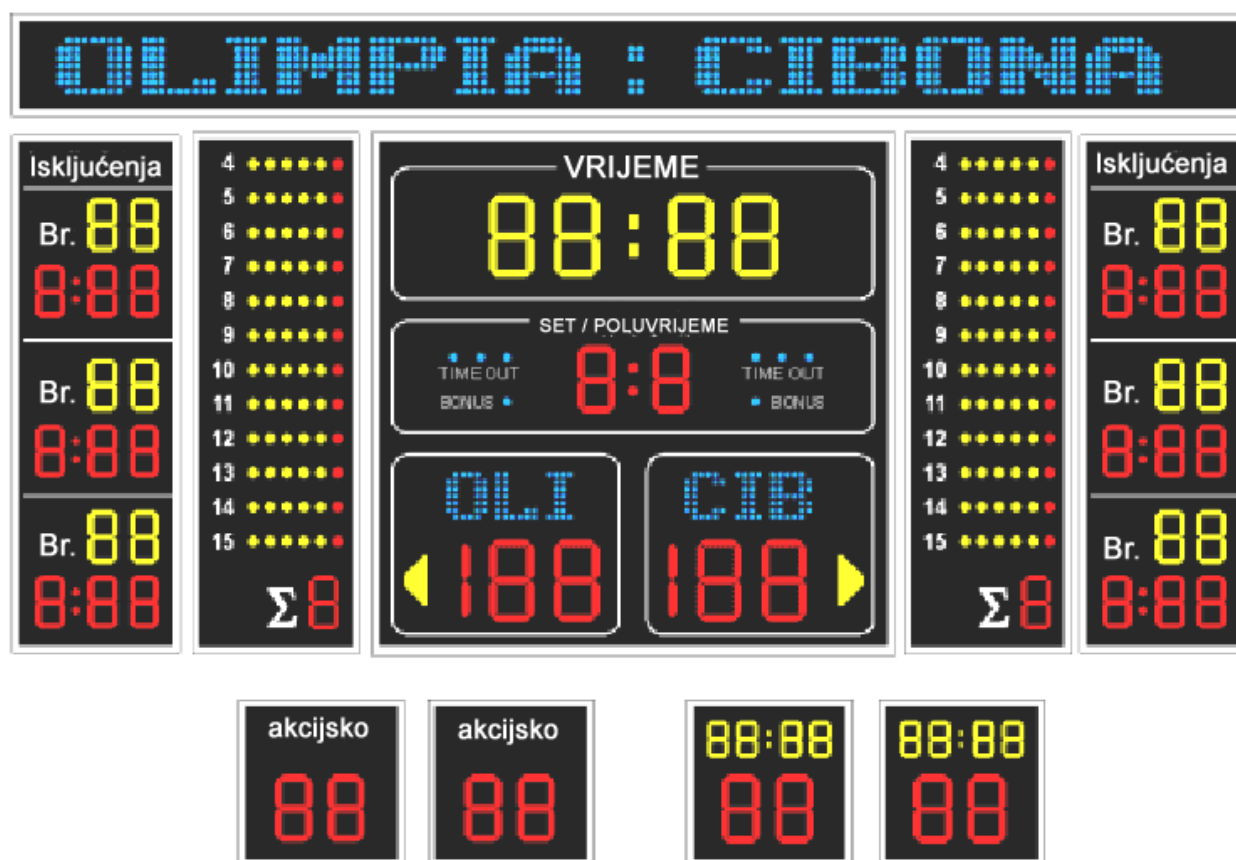 OLIMPIA : CIBONA
Isključenja
Br. 88
8:88
Br. 88
8:88
Br. 88
8:88
4
5
6
7
8
9
10
11
12
13
14
15
Σ 8
VRIJEME
88:88
SET / POLUVRIJEME
TIME OUT
BONUS
8:8
TIME OUT
BONUS
OLI
188
CIB
188
4
5
6
7
8
9
10
11
12
13
14
15
Σ 8
Isključenja
Br. 88
8:88
Br. 88
8:88
Br. 88
8:88
akcijsko
88
akcijsko
88
88:88
88
88:88
88